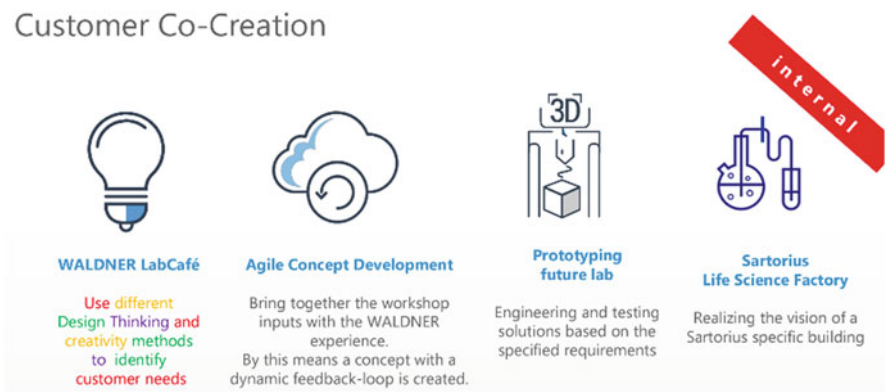 Customer Co-Creation
internal
3D
WALDNER LabCafé
Use different
Design Thinking and
creativity methods
to identify
customer needs
Agile Concept Development
Bring together the workshop
inputs with the WALDNER
experience.
By this means a concept with a
dynamic feedback-loop is created.
Prototyping
future lab
Engineering and testing
solutions based on the
specified requirements
Sartorius
Life Science Factory
Realizing the vision of a
Sartorius specific building